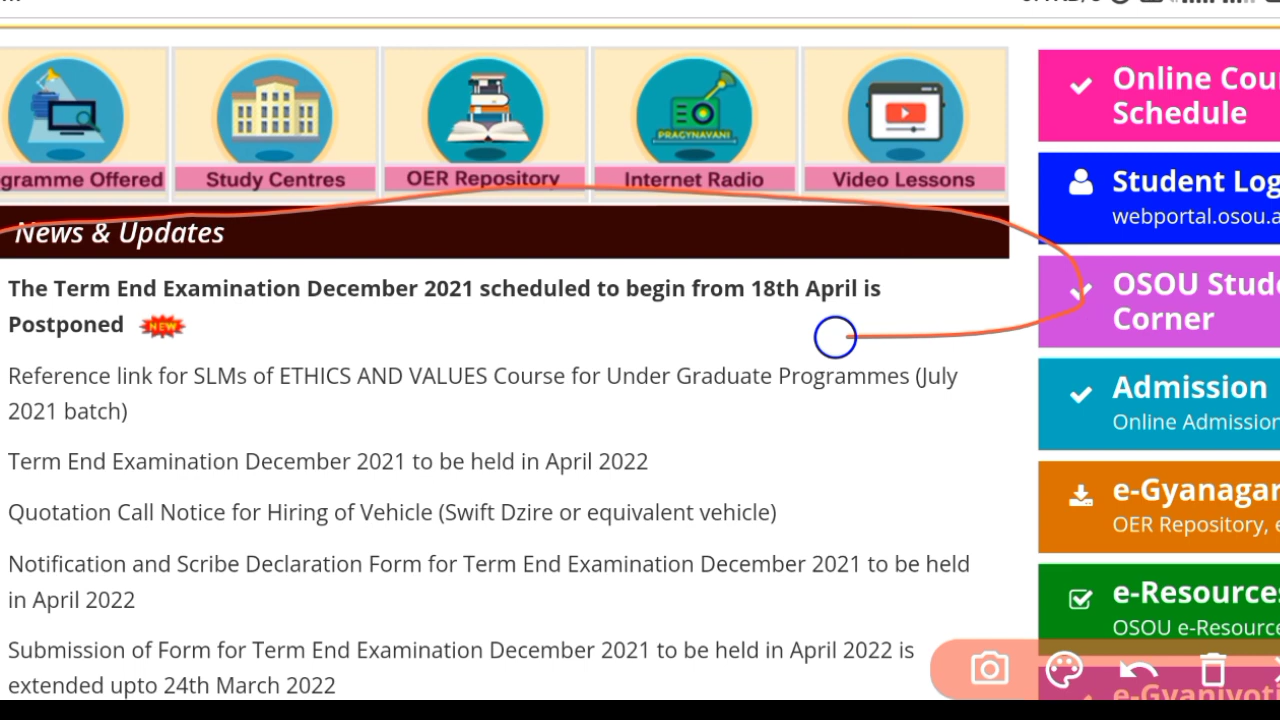 gramme Offered
Study Centres
OER Repository
PRAGYNAVANI
Internet Radio
Video Lessons
News & Updates
The Term End Examination December 2021 scheduled to begin from 18th April is
Postponed NEW
Reference link for SLMs of ETHICS AND VALUES Course for Under Graduate Programmes (July
2021 batch)
Term End Examination December 2021 to be held in April 2022
Quotation Call Notice for Hiring of Vehicle (Swift Dzire or equivalent vehicle)
Notification and Scribe Declaration Form for Term End Examination December 2021 to be held
in April 2022
Submission of Form for Term End Examination December 2021 to be held in April 2022 is
extended upto 24th March 2022
Online Cou
Schedule
Student Log
webportal.osou.a
OSOU Stude
Corner
Admission
Online Admission
e-Gyanagar
OER Repository, e
e-Resources
OSOU e-Resource
e-Gyanjyoti